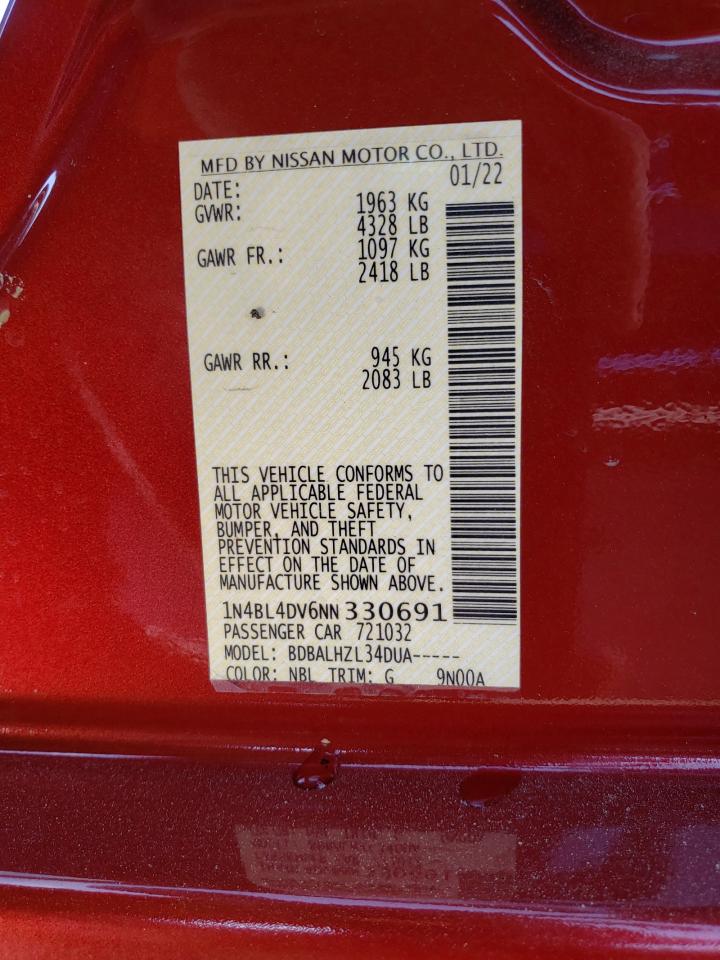 MFD BY NISSAN MOTOR CO., LTD.
DATE: 01/22
GVWR: 1963 KG
4328 LB
GAWR FR.: 1097 KG
2418 LB
GAWR RR.: 945 KG
2083 LB
THIS VEHICLE CONFORMS TO
ALL APPLICABLE FEDERAL
MOTOR VEHICLE SAFETY,
BUMPER, AND THEFT
PREVENTION STANDARDS IN
EFFECT ON THE DATE OF
MANUFACTURE SHOWN ABOVE.
1N4BL4DV6NN330691
PASSENGER CAR 721032
MODEL: BDBALHZL34DUA-----
COLOR: NBL TRIM: G 9N00A